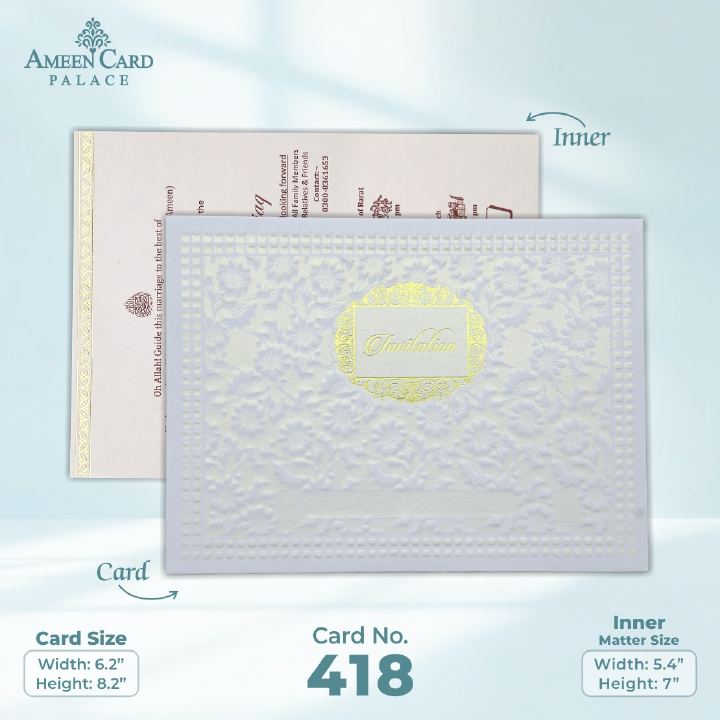 AMEEN CARD
PALACE
Inner
Oh Allah! Guide this marriage to the best of
Ameen)
the
looking forward
All Family Members
Relatives & Friends
Contact:-
0300-8361653
of Barat
pm
pm
Invitation
Card
Card Size
Width: 6.2”
Height: 8.2”
Card No.
418
Inner
Matter Size
Width: 5.4”
Height: 7”